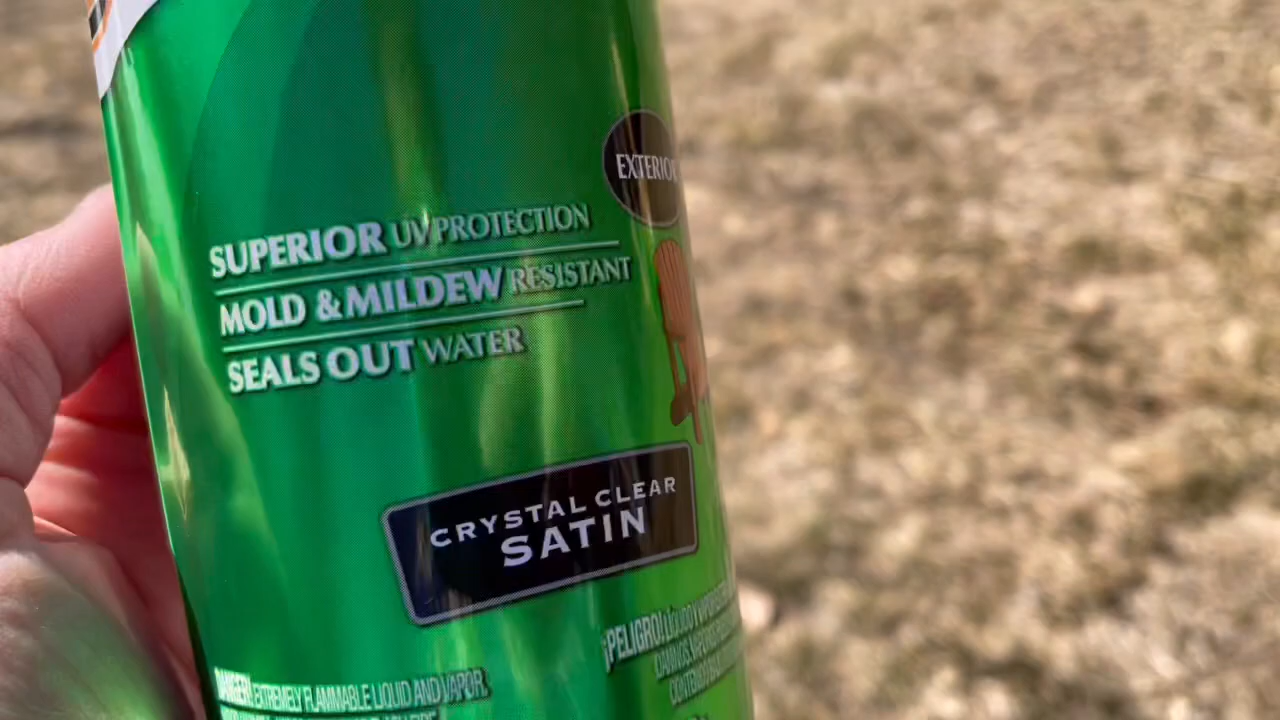 EXTERIOR
SUPERIOR UV PROTECTION
MOLD & MILDEW RESISTANT
SEALS OUT WATER
CRYSTAL CLEAR
SATIN
¡PELIGRO! LÍQUIDO Y
DANGER! EXTREMELY FLAMMABLE LIQUID AND VAPOR.